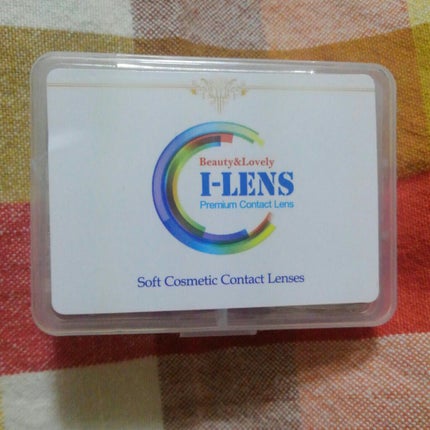 Beauty&Lovely
I-LENS
Premium Contact Lens
Soft Cosmetic Contact Lenses